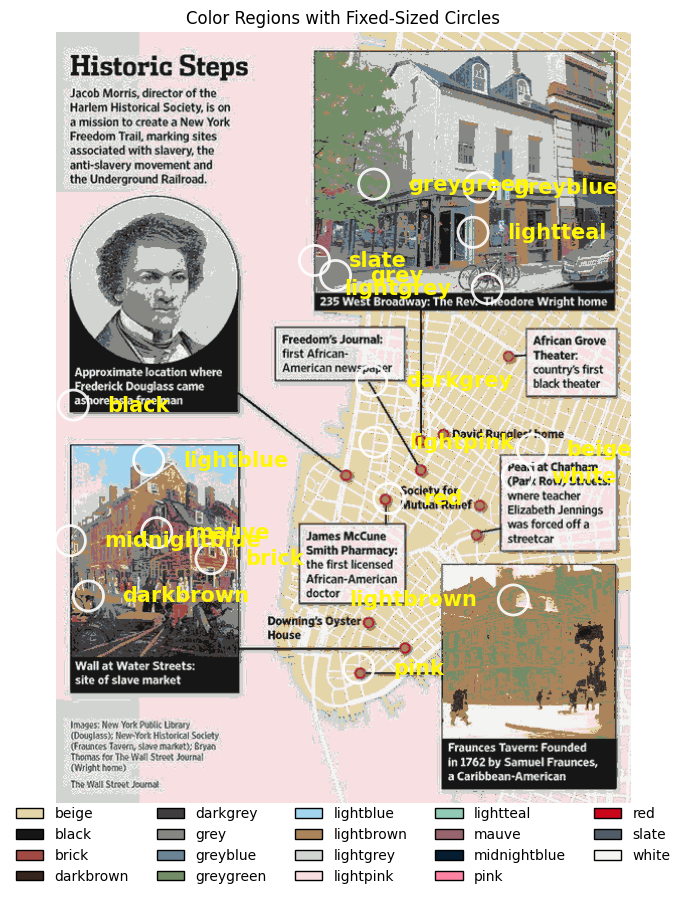 Color Regions with Fixed-Sized Circles
Historic Steps
Jacob Morris, director of the
Harlem Historical Society, is on
a mission to create a New York
Freedom Trail, marking sites
associated with slavery, the
anti-slavery movement and
the Underground Railroad.
greygreen
greyblue
lightteal
slate
grey
lightgrey
235 West Broadway: The Rev. Theodore Wright home
Freedom's Journal:
first African-
American newspaper
African Grove
Theater:
country's first
black theater
Approximate location where
Frederick Douglass came
ashore as a free man
black
darkgrey
David Ruggles' home
lightpink
beige
lightblue
Pearl at Chatham
(Park Row) Streets:
where teacher
Elizabeth Jennings
was forced off a
streetcar
white
Society for
Mutual Relief
red
mauve
midnightblue
brick
darkbrown
James McCune
Smith Pharmacy:
the first licensed
African-American
doctor
lightbrown
Downing's Oyster
House
pink
Wall at Water Streets:
site of slave market
Images: New York Public Library
(Douglass); New-York Historical Society
(Fraunces Tavern, slave market); Bryan
Thomas for The Wall Street Journal
(Wright home)
The Wall Street Journal
Fraunces Tavern: Founded
in 1762 by Samuel Fraunces,
a Caribbean-American
beige darkgrey lightblue lightteal red
black grey lightbrown mauve slate
brick greyblue lightgrey midnightblue white
darkbrown greygreen lightpink pink